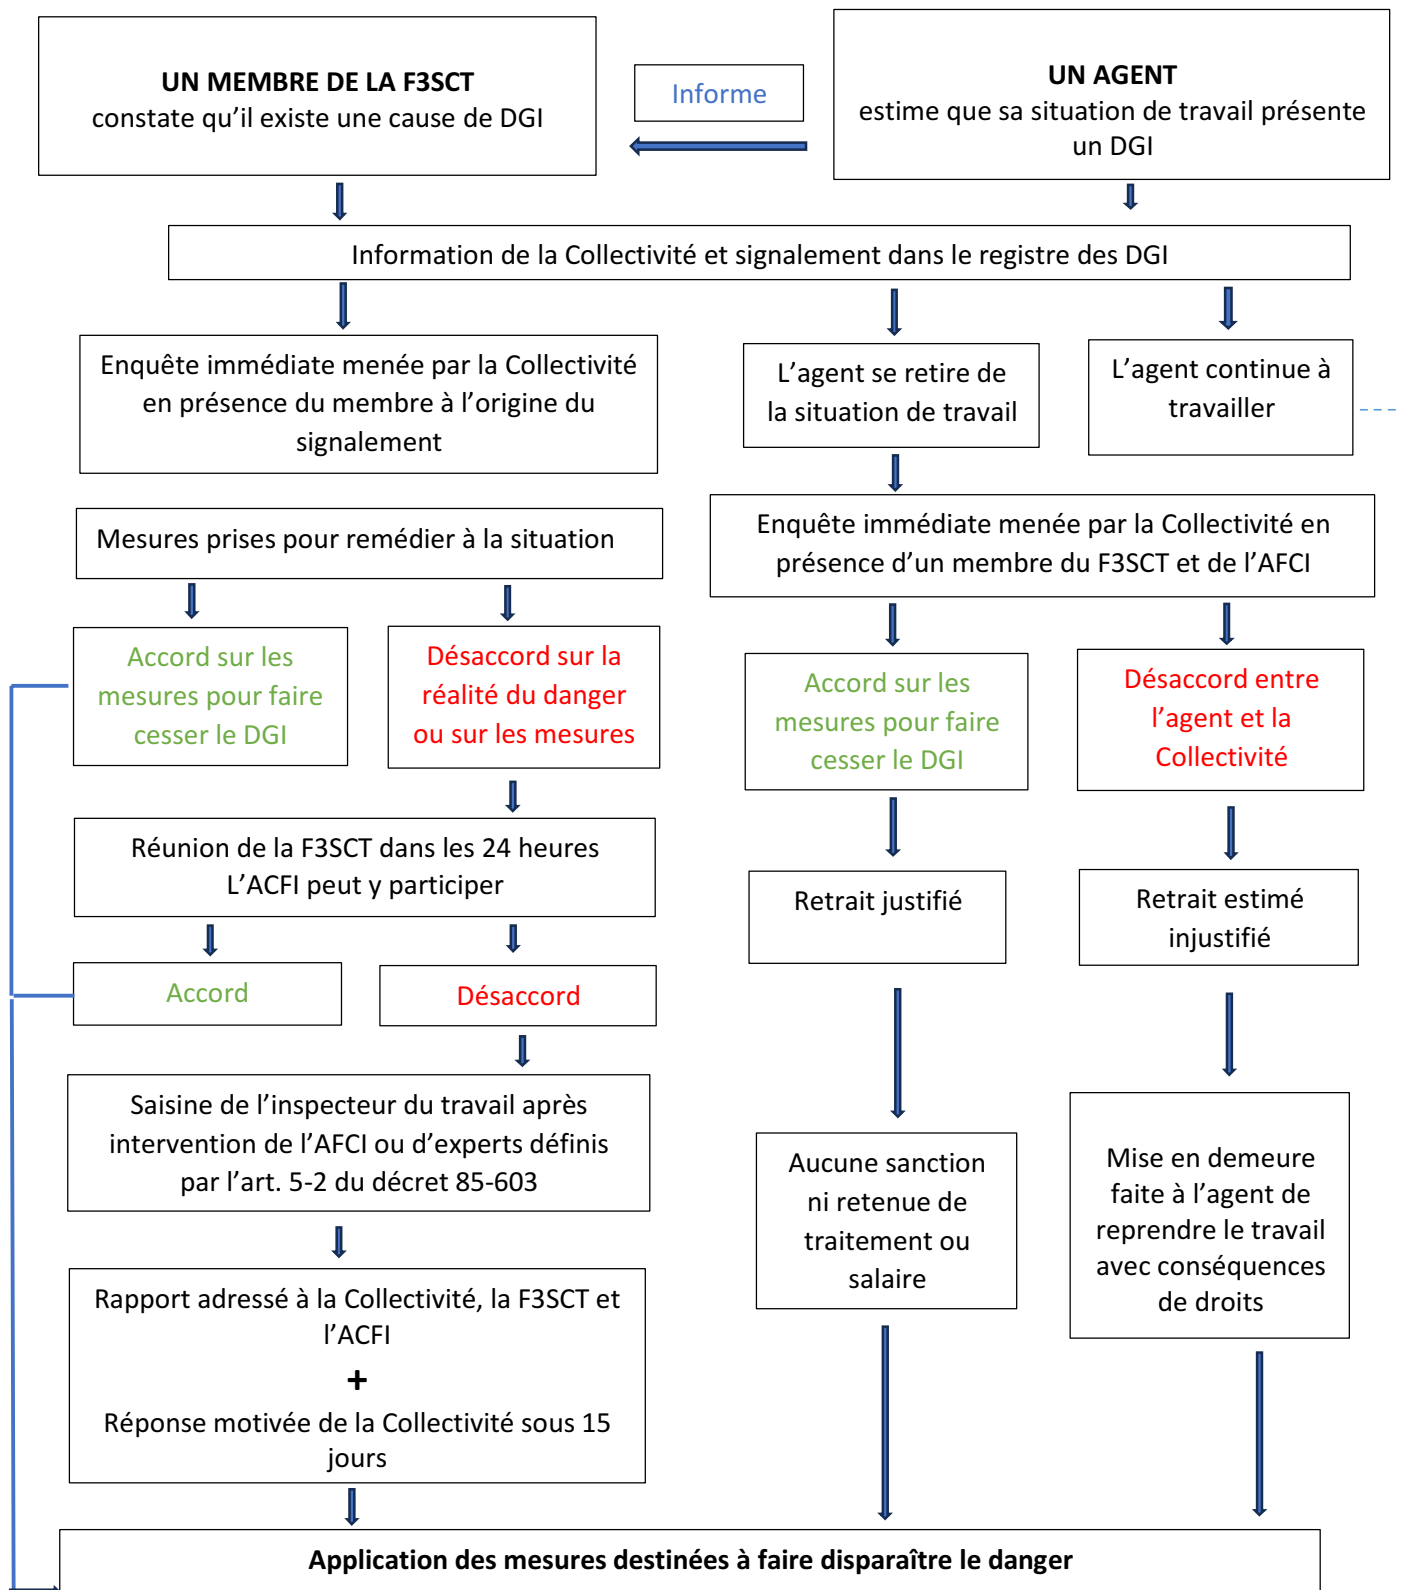 UN MEMBRE DE LA F3SCT
constate qu’il existe une cause de DGI
Informe
UN AGENT
estime que sa situation de travail présente
un DGI
Information de la Collectivité et signalement dans le registre des DGI
Enquête immédiate menée par la Collectivité
en présence du membre à l’origine du
signalement
L’agent se retire de
la situation de travail
L’agent continue à
travailler
Mesures prises pour remédier à la situation
Enquête immédiate menée par la Collectivité en
présence d’un membre du F3SCT et de l’AFCI
Accord sur les
mesures pour faire
cesser le DGI
Désaccord sur la
réalité du danger
ou sur les mesures
Accord sur les
mesures pour faire
cesser le DGI
Désaccord entre
l’agent et la
Collectivité
Réunion de la F3SCT dans les 24 heures
L’ACFI peut y participer
Retrait justifié
Retrait estimé
injustifié
Accord
Désaccord
Saisine de l’inspecteur du travail après
intervention de l’AFCI ou d’experts définis
par l’art. 5-2 du décret 85-603
Aucune sanction
ni retenue de
traitement ou
salaire
Mise en demeure
faite à l’agent de
reprendre le travail
avec conséquences
de droits
Rapport adressé à la Collectivité, la F3SCT et
l’ACFI
+
Réponse motivée de la Collectivité sous 15
jours
Application des mesures destinées à faire disparaître le danger